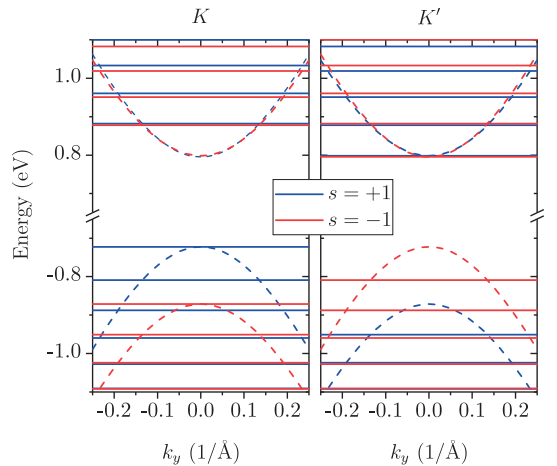 K K′
Energy (eV)
1.0
0.8
-0.8
-1.0
s = +1
s = −1
-0.2 -0.1 0.0 0.1 0.2 -0.2 -0.1 0.0 0.1 0.2
k_y (1/Å) k_y (1/Å)